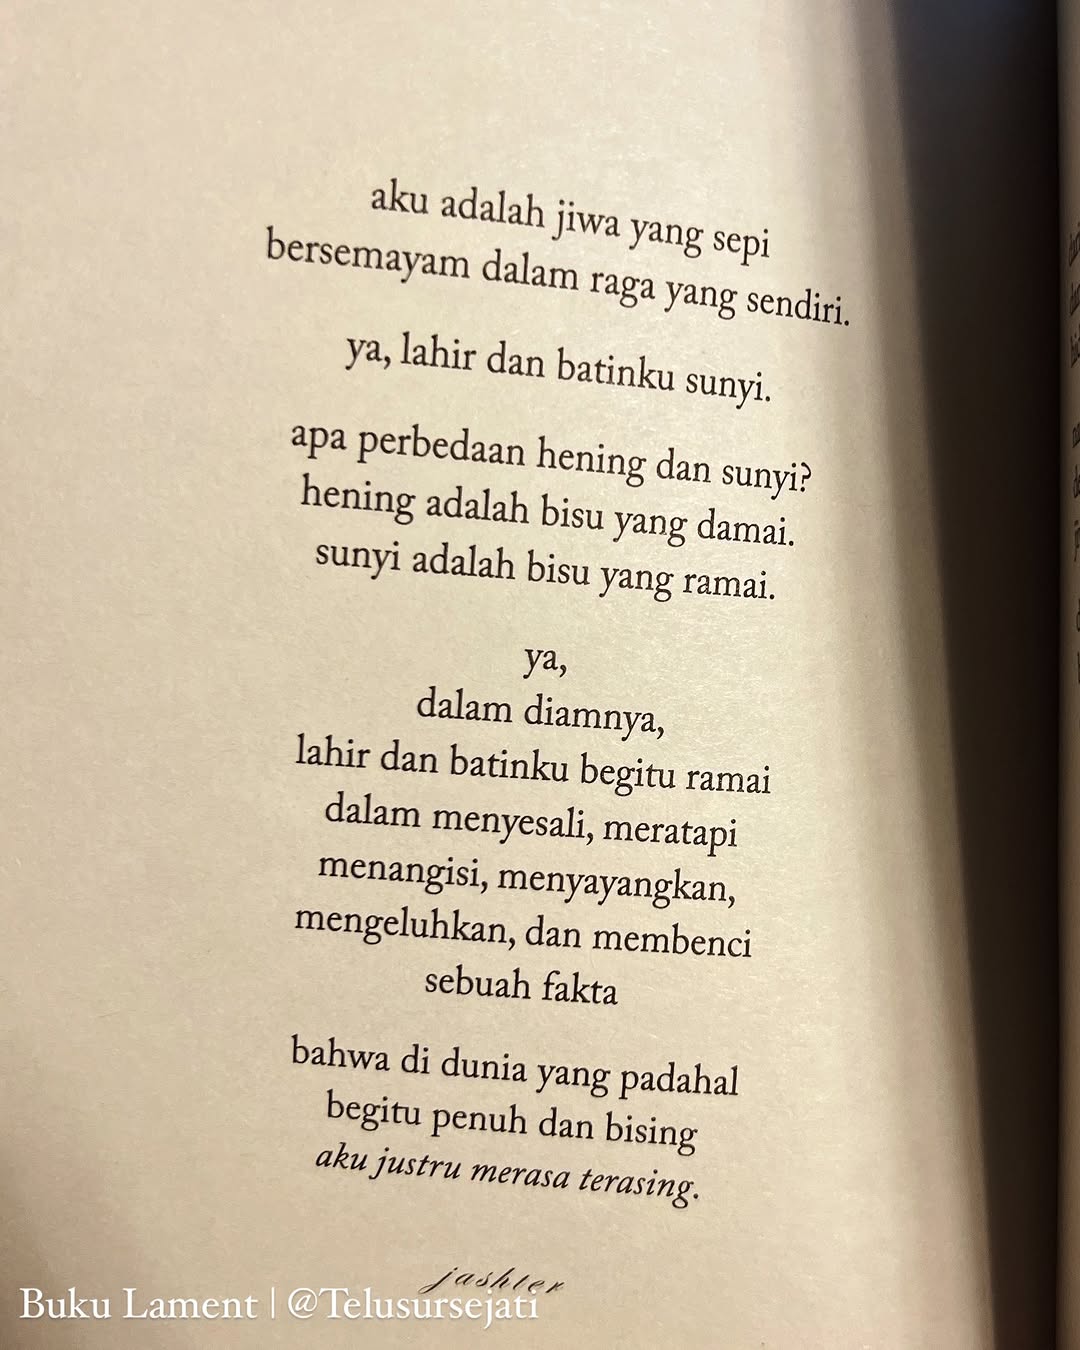 aku adalah jiwa yang sepi
bersemayam dalam raga yang sendiri.
ya, lahir dan batinku sunyi.
apa perbedaan hening dan sunyi?
hening adalah bisu yang damai.
sunyi adalah bisu yang ramai.
ya,
dalam diamnya,
lahir dan batinku begitu ramai
dalam menyesali, meratapi
menangisi, menyayangkan,
mengeluhkan, dan membenci
sebuah fakta
bahwa di dunia yang padahal
begitu penuh dan bising
aku justru merasa terasing.
jashter
Buku Lament | @Telusursejati